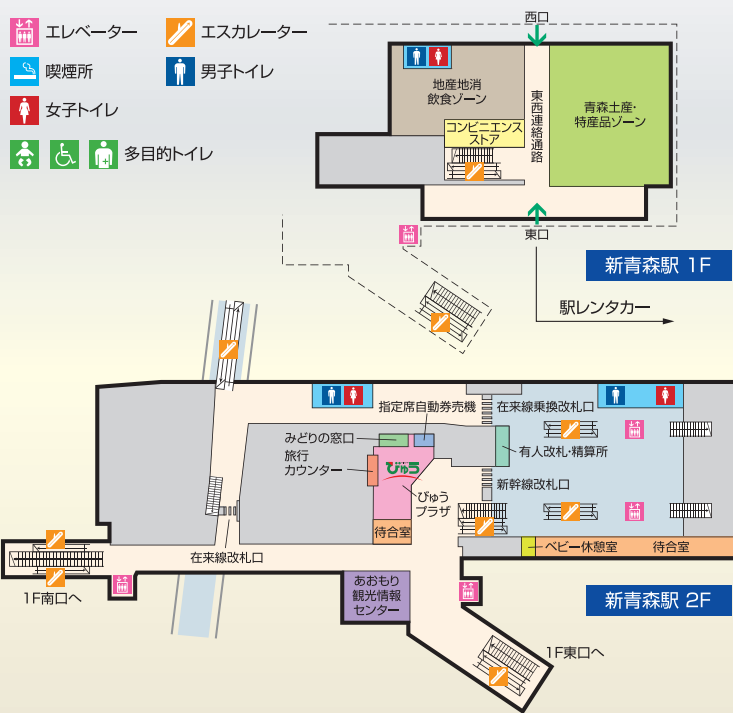 エレベーター
エスカレーター
喫煙所
男子トイレ
女子トイレ
多目的トイレ
西口
地産地消
飲食ゾーン
コンビニエンス
ストア
東西連絡通路
青森土産・
特産品ゾーン
東口
新青森駅 1F
駅レンタカー
指定席自動券売機
在来線乗換改札口
みどりの窓口
旅行
カウンター
びゅう
有人改札・精算所
びゅう
プラザ
新幹線改札口
待合室
在来線改札口
ベビー休憩室
待合室
1F南口へ
あおもり
観光情報
センター
新青森駅 2F
1F東口へ